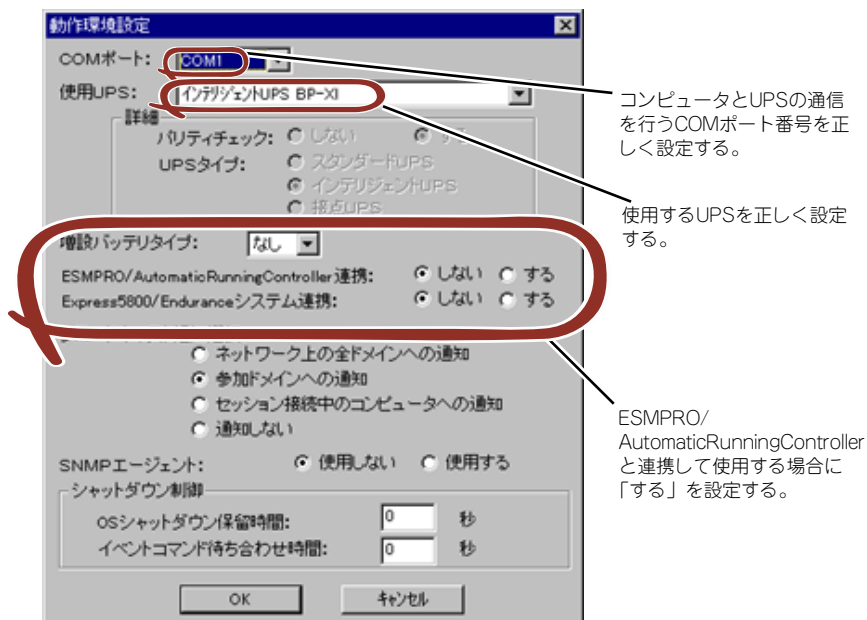 動作環境設定
COMポート: COM1
使用UPS: インテリジェントUPS BP-XI
詳細
パリティチェック: しない する
UPSタイプ: スタンダードUPS
インテリジェントUPS
接点UPS
増設バッテリタイプ: なし
ESMPRO/AutomaticRunningController連携: しない する
Express5800/Enduranceシステム連携: しない する
ネットワーク上の全ドメインへの通知
参加ドメインへの通知
セッション接続中のコンピュータへの通知
通知しない
SNMPエージェント: 使用しない 使用する
シャットダウン制御
OSシャットダウン保留時間: 0 秒
イベントコマンド待ち合わせ時間: 0 秒
OK キャンセル
コンピュータとUPSの通信
を行うCOMポート番号を正
しく設定する。
使用するUPSを正しく設定
する。
ESMPRO/
AutomaticRunningController
と連携して使用する場合に
「する」を設定する。